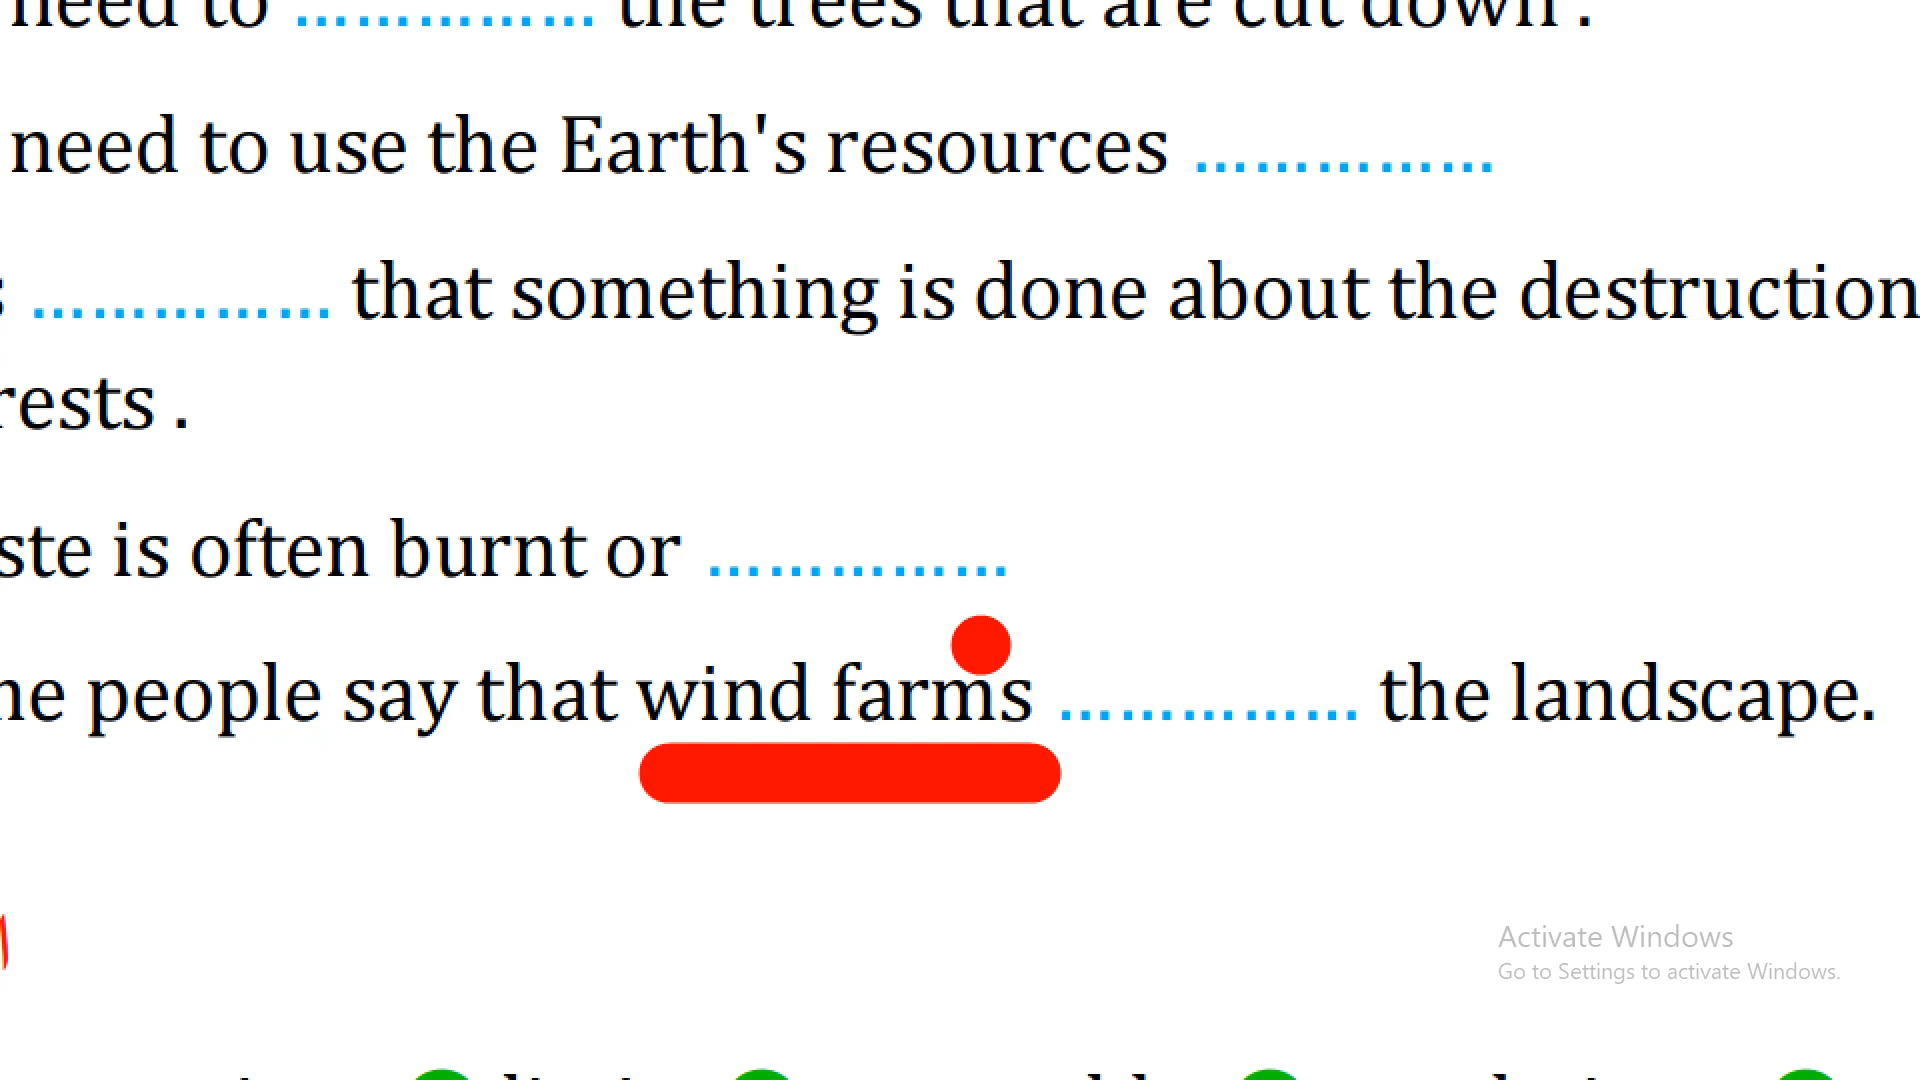 need to ............... the trees that are cut down .
need to use the Earth's resources ...............
............... that something is done about the destruction
rests .
ste is often burnt or ...............
people say that wind farms ............... the landscape.
Activate Windows
Go to Settings to activate Windows.